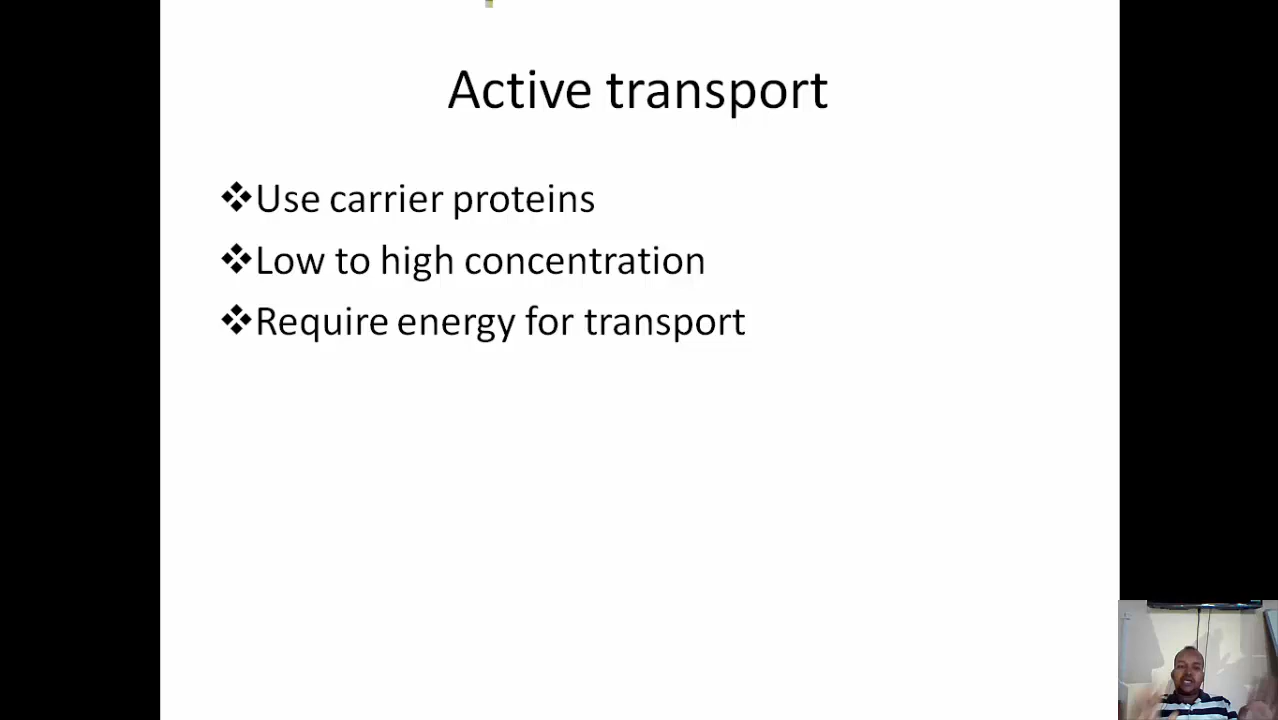 Active transport
❖Use carrier proteins
❖Low to high concentration
❖Require energy for transport